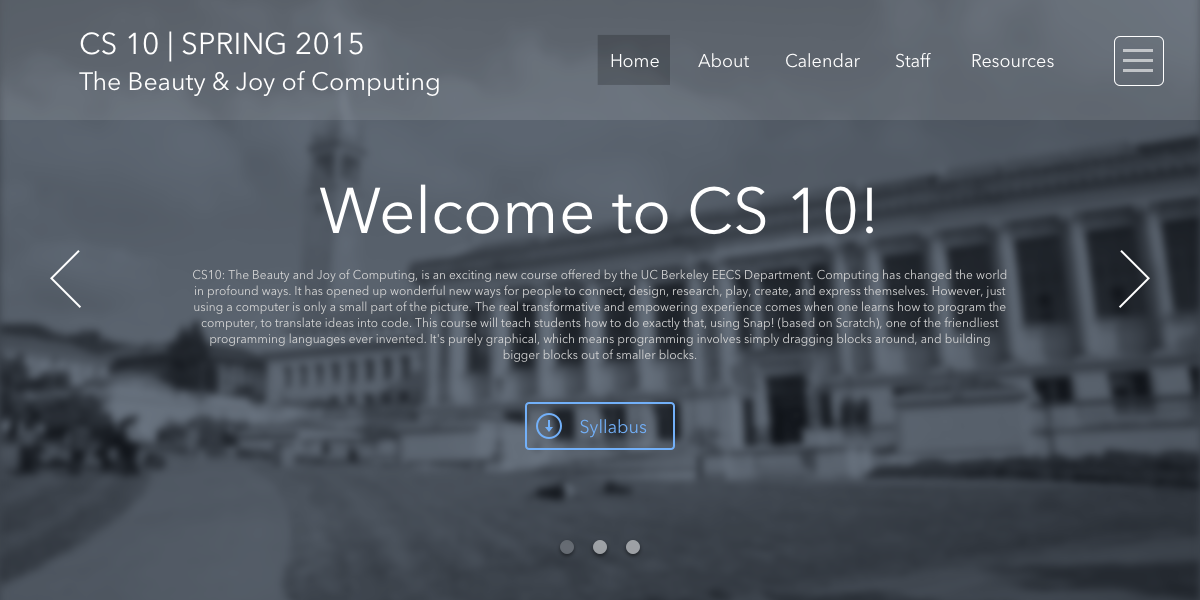 CS 10 | SPRING 2015
The Beauty & Joy of Computing
Home About Calendar Staff Resources
Welcome to CS 10!
CS10: The Beauty and Joy of Computing, is an exciting new course offered by the UC Berkeley EECS Department. Computing has changed the world
in profound ways. It has opened up wonderful new ways for people to connect, design, research, play, create, and express themselves. However, just
using a computer is only a small part of the picture. The real transformative and empowering experience comes when one learns how to program the
computer, to translate ideas into code. This course will teach students how to do exactly that, using Snap! (based on Scratch), one of the friendliest
programming languages ever invented. It's purely graphical, which means programming involves simply dragging blocks around, and building
bigger blocks out of smaller blocks.
Syllabus